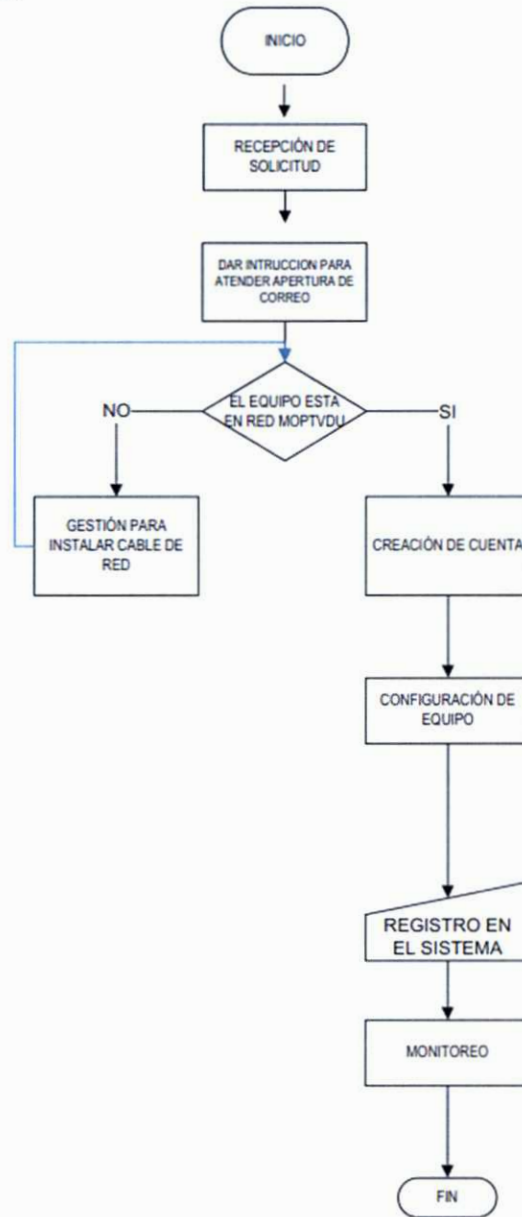 INICIO
RECEPCIÓN DE
SOLICITUD
DAR INTRUCCION PARA
ATENDER APERTURA DE
CORREO
EL EQUIPO ESTÁ
EN RED MOPTVDU
NO
SI
GESTIÓN PARA
INSTALAR CABLE DE
RED
CREACIÓN DE CUENTA
CONFIGURACIÓN DE
EQUIPO
REGISTRO EN
EL SISTEMA
MONITOREO
FIN